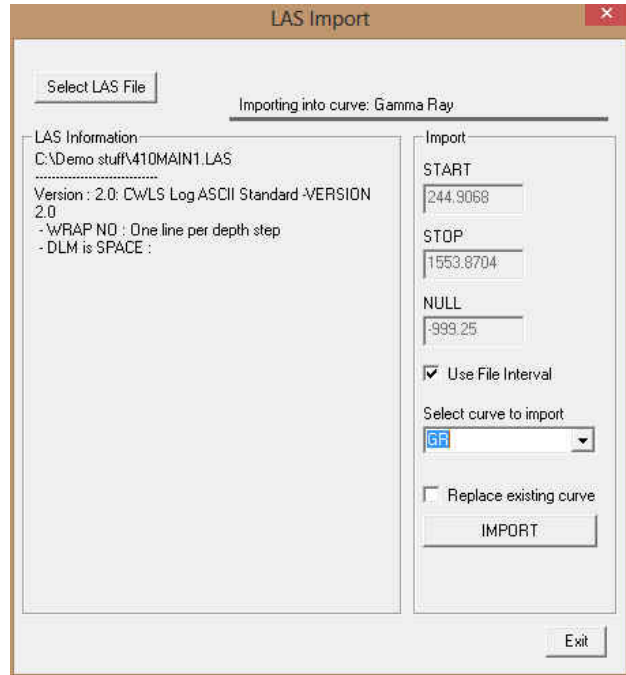 LAS Import
Select LAS File
Importing into curve: Gamma Ray
LAS Information
C:\Demo stuff\410MAIN1.LAS
----------------------------
Version : 2.0: CWLS Log ASCII Standard -VERSION
2.0
- WRAP NO : One line per depth step
- DLM is SPACE :
Import
START
244.9068
STOP
1553.8704
NULL
-999.25
Use File Interval
Select curve to import
GR
Replace existing curve
IMPORT
Exit